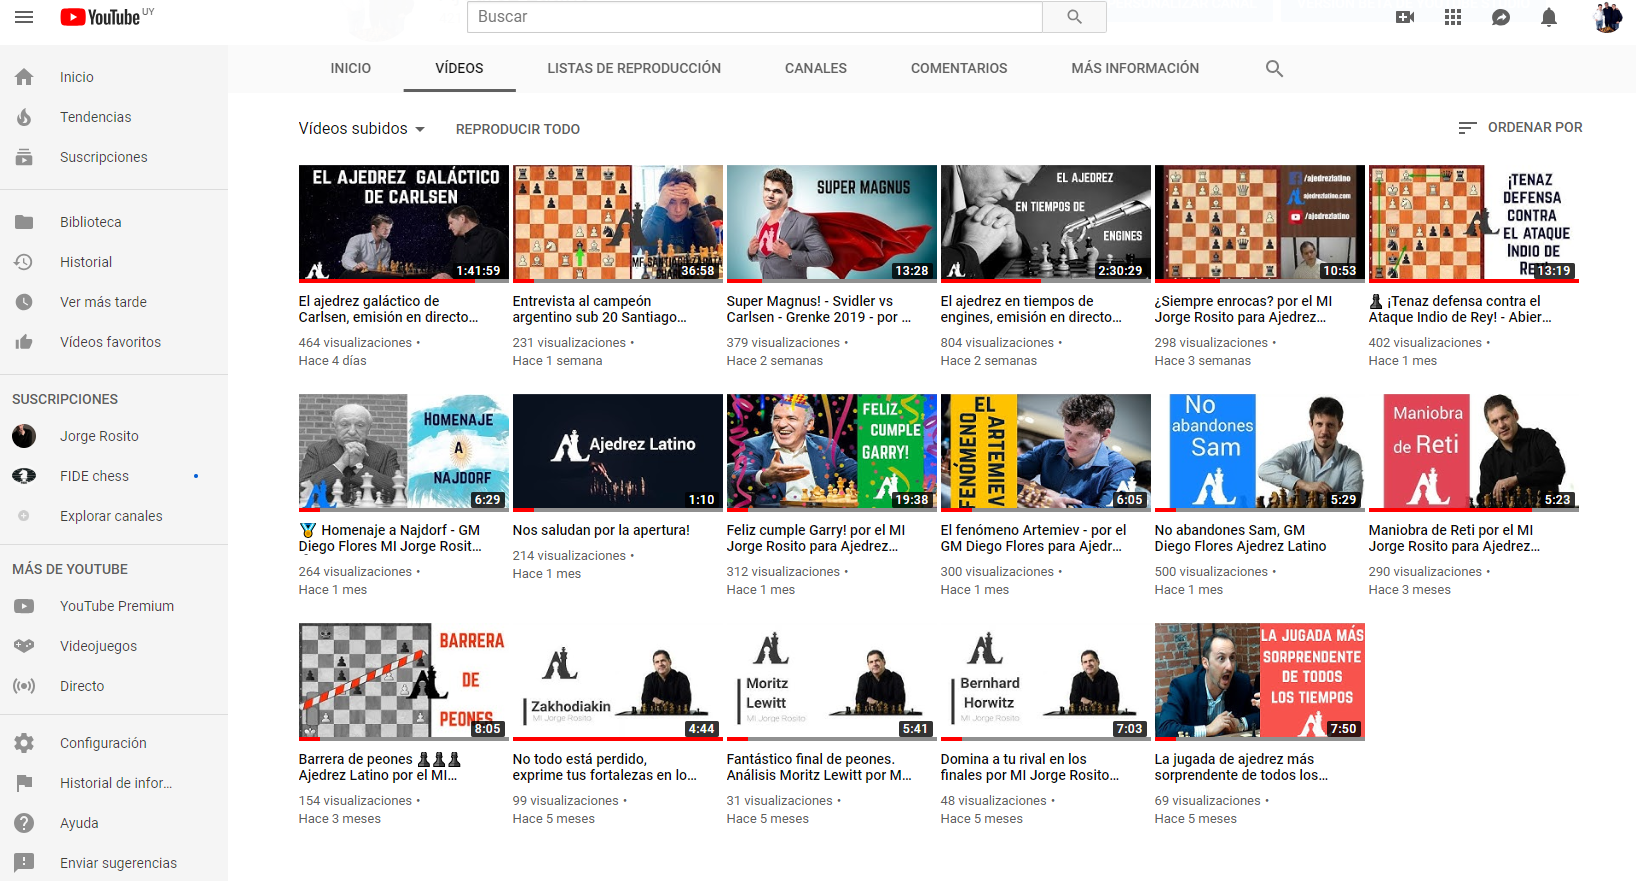 YouTube UY
Buscar
Inicio
Tendencias
Suscripciones
Biblioteca
Historial
Ver más tarde
Vídeos favoritos
SUSCRIPCIONES
Jorge Rosito
FIDE chess
Explorar canales
MÁS DE YOUTUBE
YouTube Premium
Videojuegos
Directo
Configuración
Historial de infor...
Ayuda
Enviar sugerencias
INICIO
VÍDEOS
LISTAS DE REPRODUCCIÓN
CANALES
COMENTARIOS
MÁS INFORMACIÓN
Vídeos subidos
REPRODUCIR TODO
ORDENAR POR
EL AJEDREZ GALÁCTICO
DE CARLSEN
1:41:59
El ajedrez galáctico de
Carlsen, emisión en directo...
464 visualizaciones •
Hace 4 días
36:58
Entrevista al campeón
argentino sub 20 Santiago...
231 visualizaciones •
Hace 1 semana
SUPER MAGNUS
13:28
Super Magnus! - Svidler vs
Carlsen - Grenke 2019 - por ...
379 visualizaciones •
Hace 2 semanas
EL AJEDREZ
EN TIEMPOS DE
ENGINES
2:30:29
El ajedrez en tiempos de
engines, emisión en directo...
804 visualizaciones •
Hace 2 semanas
/ajedrezlatino
ajedrezlatino.com
/ajedrezlatino
10:53
¿Siempre enrocas? por el MI
Jorge Rosito para Ajedrez...
298 visualizaciones •
Hace 3 semanas
¡TENAZ
DEFENSA
CONTRA
EL ATAQUE
INDIO DE
13:19
¡Tenaz defensa contra el
Ataque Indio de Rey! - Abier...
402 visualizaciones •
Hace 1 mes
HOMENAJE
A
NAJDORF
6:29
Homenaje a Najdorf - GM
Diego Flores MI Jorge Rosit...
264 visualizaciones •
Hace 1 mes
Ajedrez Latino
1:10
Nos saludan por la apertura!
214 visualizaciones •
Hace 1 mes
FELIZ
CUMPLE
GARRY!
19:38
Feliz cumple Garry! por el MI
Jorge Rosito para Ajedrez...
312 visualizaciones •
Hace 1 mes
EL
FENÓMENO
ARTEMIEV
6:05
El fenómeno Artemiev - por el
GM Diego Flores para Ajedr...
300 visualizaciones •
Hace 1 mes
No
abandones
Sam
5:29
No abandones Sam, GM
Diego Flores Ajedrez Latino
500 visualizaciones •
Hace 1 mes
Maniobra
de Reti
5:23
Maniobra de Reti por el MI
Jorge Rosito para Ajedrez...
290 visualizaciones •
Hace 3 meses
BARRERA
DE
PEONES
8:05
Barrera de peones
Ajedrez Latino por el MI...
154 visualizaciones •
Hace 3 meses
Zakhodiakin
MI Jorge Rosito
4:44
No todo está perdido,
exprime tus fortalezas en lo...
99 visualizaciones •
Hace 5 meses
Moritz
Lewitt
MI Jorge Rosito
5:41
Fantástico final de peones.
Análisis Moritz Lewitt por M...
31 visualizaciones •
Hace 5 meses
Bernhard
Horwitz
MI Jorge Rosito
7:03
Domina a tu rival en los
finales por MI Jorge Rosito...
48 visualizaciones •
Hace 5 meses
LA JUGADA MÁS
SORPRENDENTE
DE TODOS
LOS TIEMPOS
7:50
La jugada de ajedrez más
sorprendente de todos los...
69 visualizaciones •
Hace 5 meses